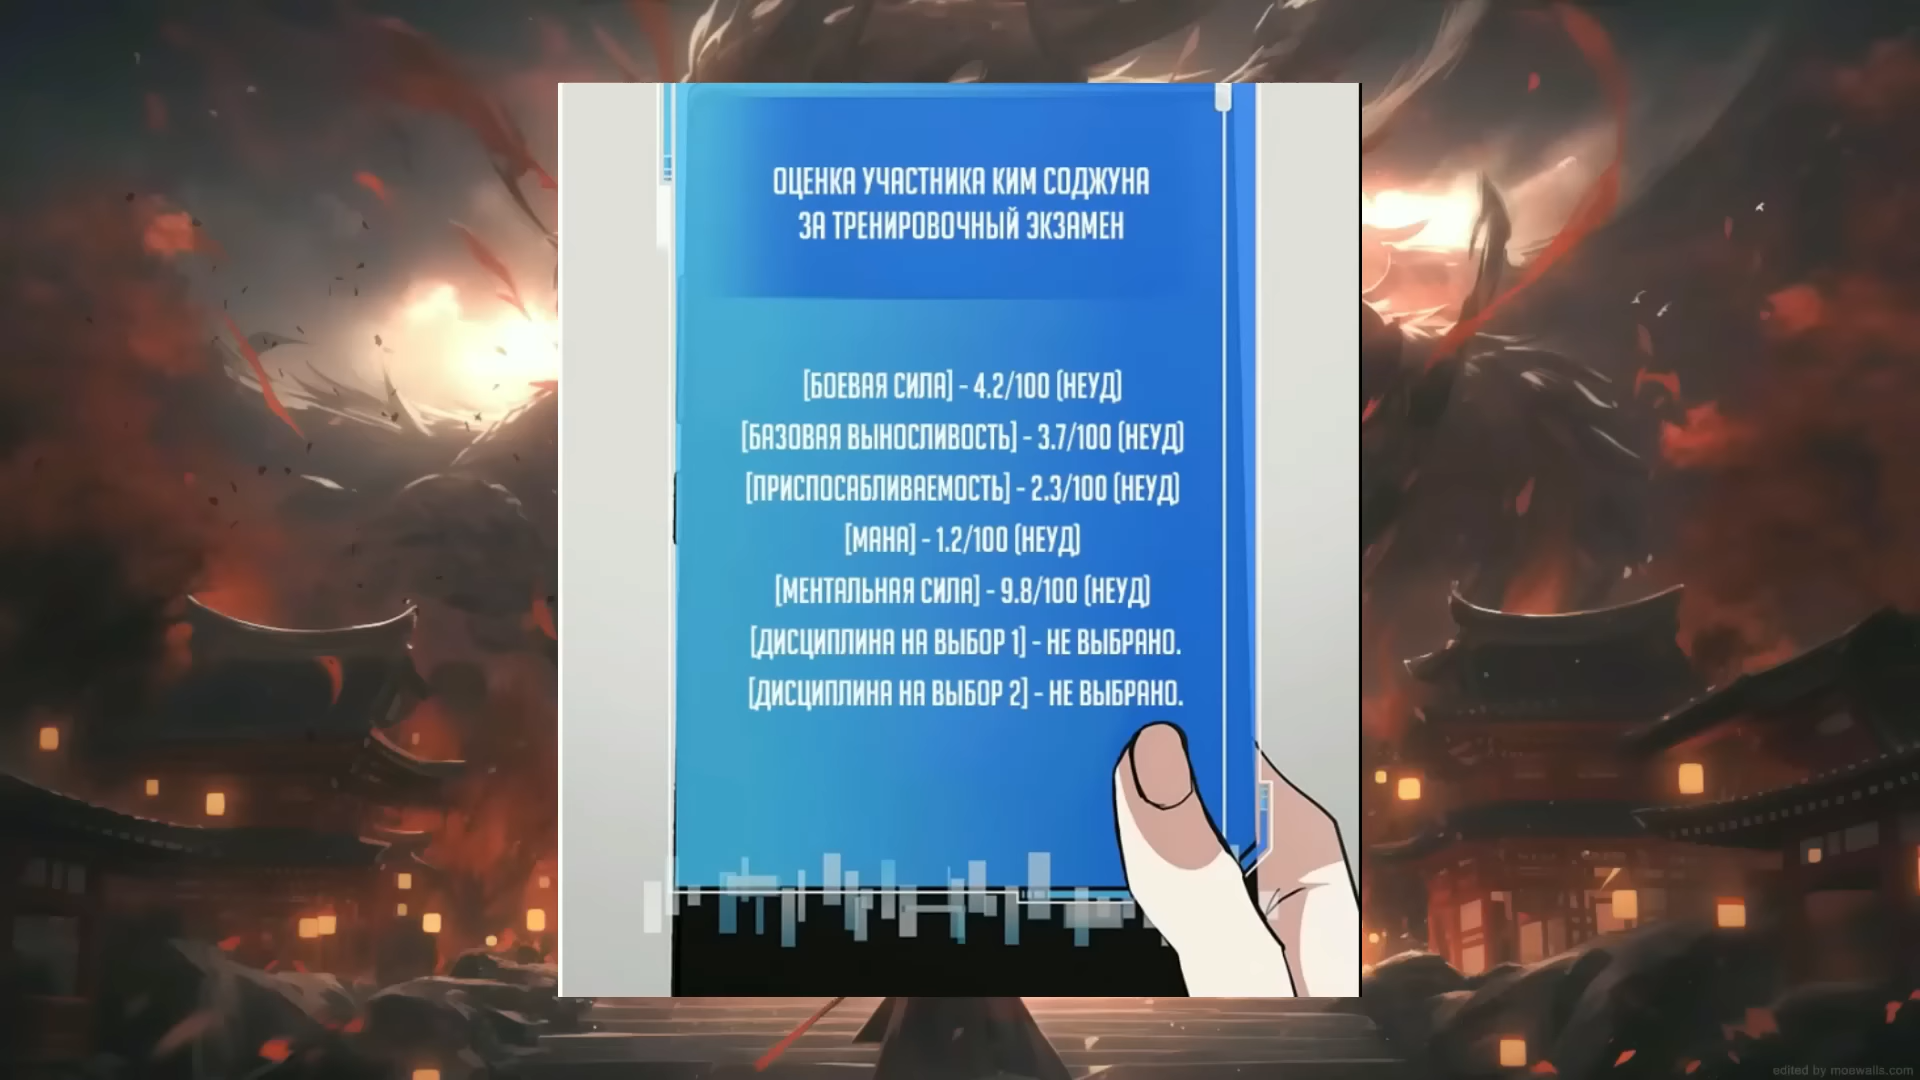 ОЦЕНКА УЧАСТНИКА КИМ СОДЖУНА
ЗА ТРЕНИРОВОЧНЫЙ ЭКЗАМЕН
[БОЕВАЯ СИЛА] - 4.2/100 (НЕУД)
[БАЗОВАЯ ВЫНОСЛИВОСТЬ] - 3.7/100 (НЕУД)
[ПРИСПОСАБЛИВАЕМОСТЬ] - 2.3/100 (НЕУД)
[МАНА] - 1.2/100 (НЕУД)
[МЕНТАЛЬНАЯ СИЛА] - 9.8/100 (НЕУД)
[ДИСЦИПЛИНА НА ВЫБОР 1] - НЕ ВЫБРАНО.
[ДИСЦИПЛИНА НА ВЫБОР 2] - НЕ ВЫБРАНО.
edited by moewalls.com